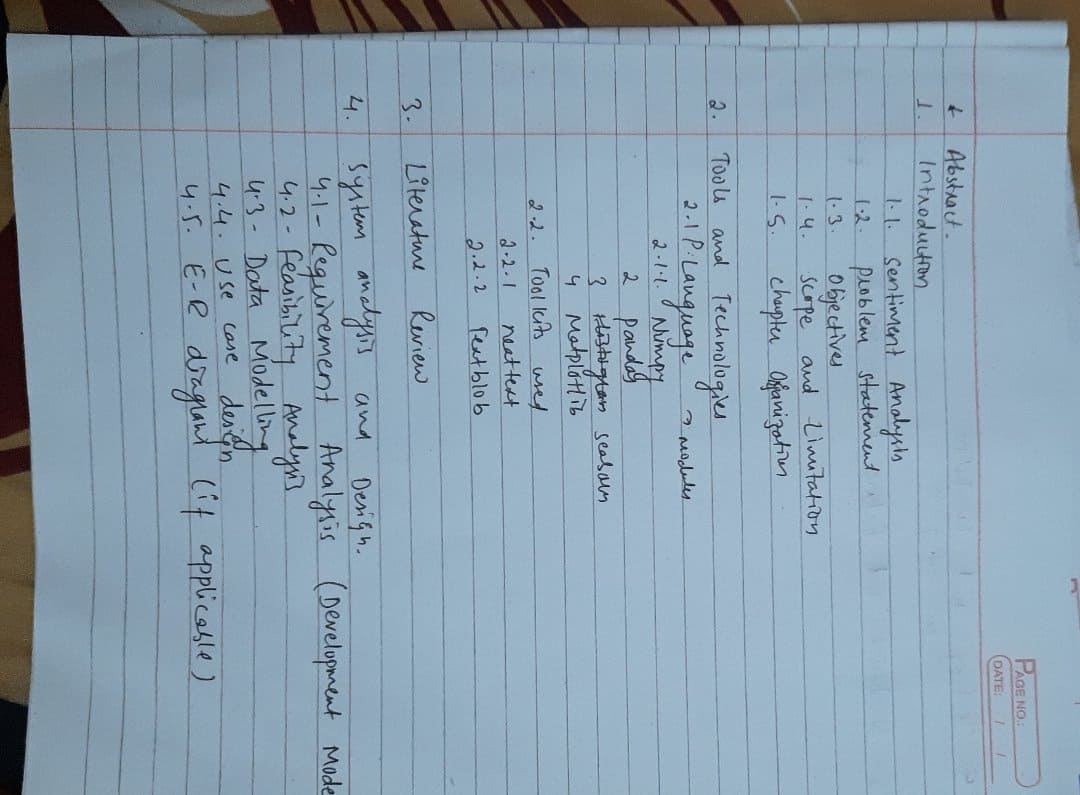 PAGE NO.:
DATE: / /
Abstract.
1. Introduction
1.1. Sentiment Analysis
1.2. problem statement
1.3. Objectives
1.4. scope and Limitation
1.5. chapter Organization
2. Tools and Technologies
2.1 P. Language → modules
2.1.1. Numpy
2 pandas
3 Histogram seaborn
4 Matplotlib
2.2. Toolkits used
2.2.1 neattext
2.2.2 Textblob
3. Literature Review
4. System analysis and Design.
4.1 - Requirement Analysis (Development Mode
4.2 - Feasibility Analysis
4.3 - Data Modelling
4.4. Use case design
4.5. E-R diagram (if applicable)